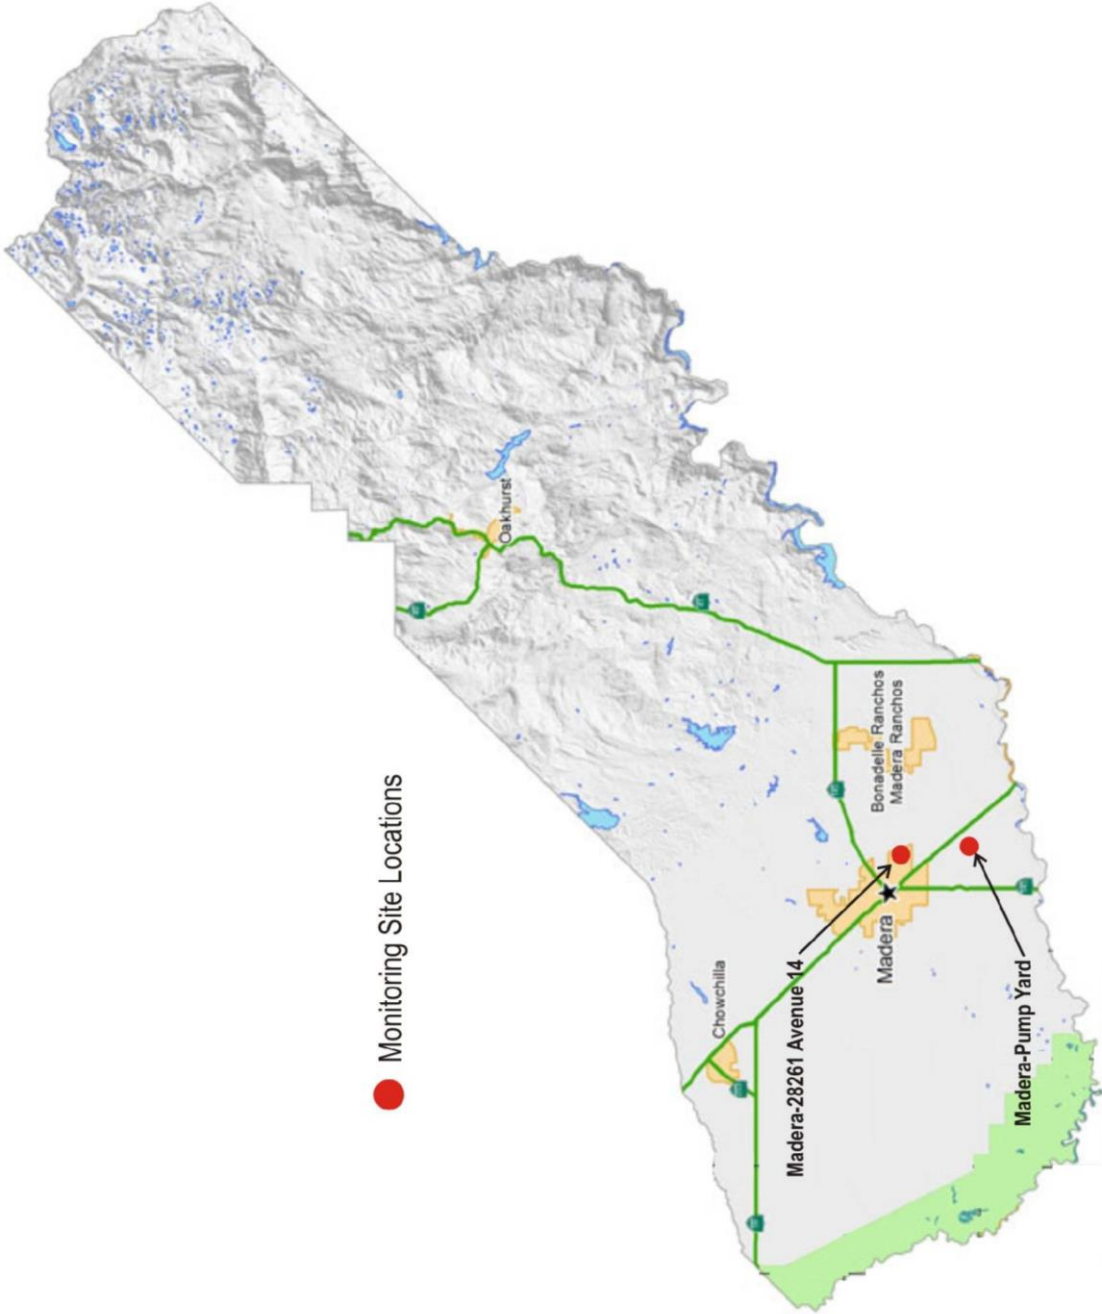 Monitoring Site Locations
Oakhurst
Bonadelle Ranchos
Madera Ranchos
Chowchilla
Madera
Madera-28261 Avenue 14
Madera-Pump Yard